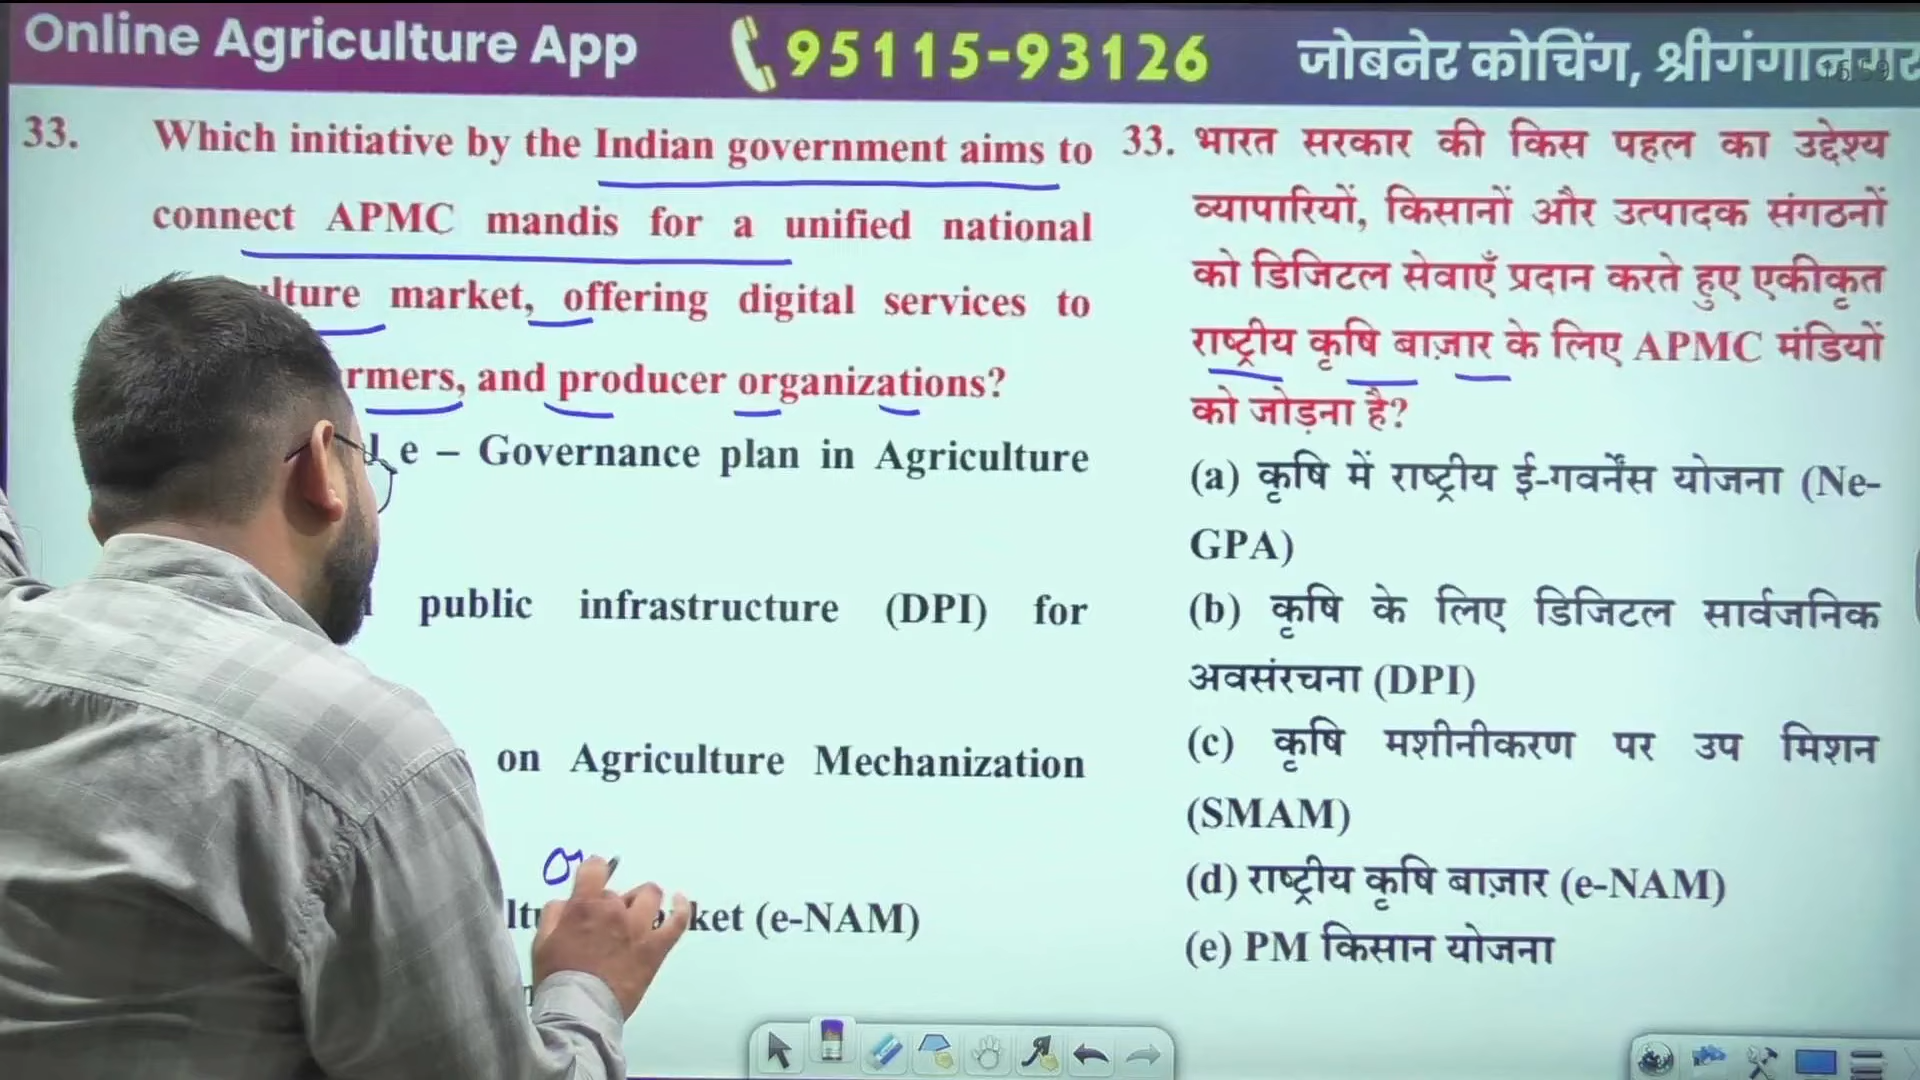 Online Agriculture App 95115-93126 जोबनेर कोचिंग, श्रीगंगानगर
33. Which initiative by the Indian government aims to
connect APMC mandis for a unified national
lture market, offering digital services to
rmers, and producer organizations?
e – Governance plan in Agriculture
public infrastructure (DPI) for
on Agriculture Mechanization
ket (e-NAM)
33. भारत सरकार की किस पहल का उद्देश्य
व्यापारियों, किसानों और उत्पादक संगठनों
को डिजिटल सेवाएँ प्रदान करते हुए एकीकृत
राष्ट्रीय कृषि बाज़ार के लिए APMC मंडियों
को जोड़ना है?
(a) कृषि में राष्ट्रीय ई-गवर्नेंस योजना (Ne-
GPA)
(b) कृषि के लिए डिजिटल सार्वजनिक
अवसंरचना (DPI)
(c) कृषि मशीनीकरण पर उप मिशन
(SMAM)
(d) राष्ट्रीय कृषि बाज़ार (e-NAM)
(e) PM किसान योजना